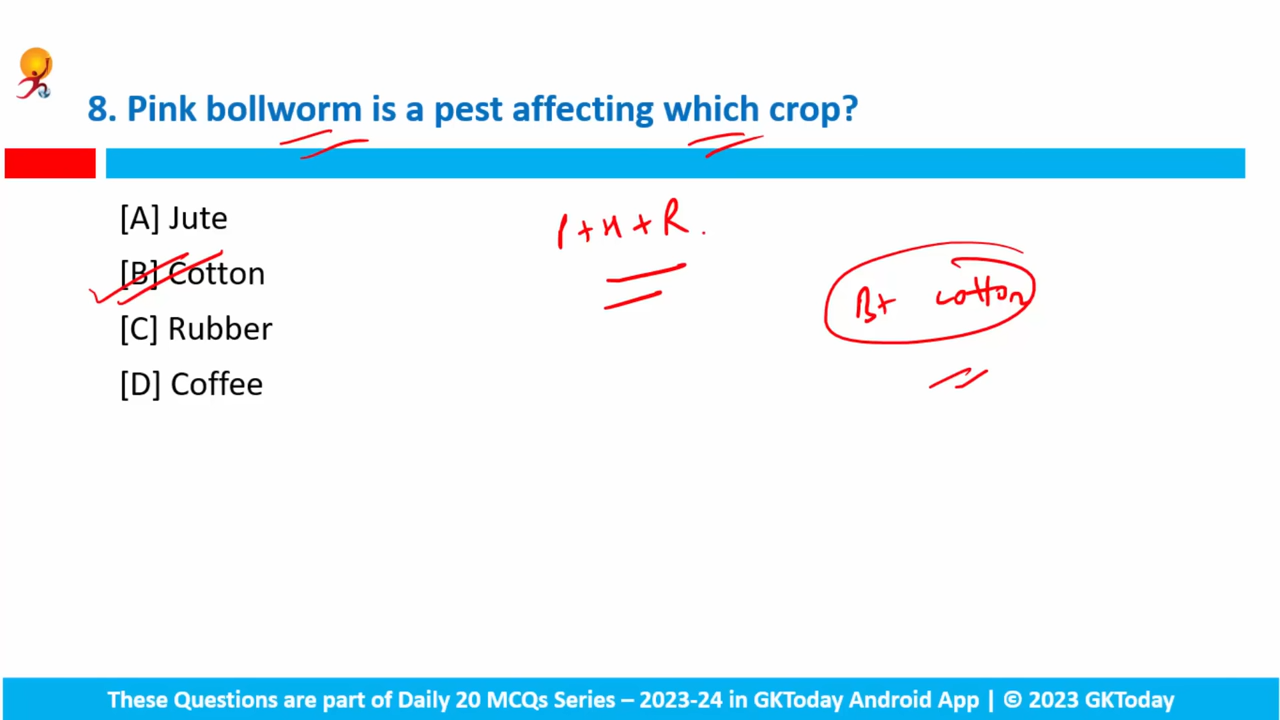 8. Pink bollworm is a pest affecting which crop?
[A] Jute
[B] Cotton
[C] Rubber
[D] Coffee
P+H+R.
Bt cotton
These Questions are part of Daily 20 MCQs Series – 2023-24 in GKToday Android App | © 2023 GKToday